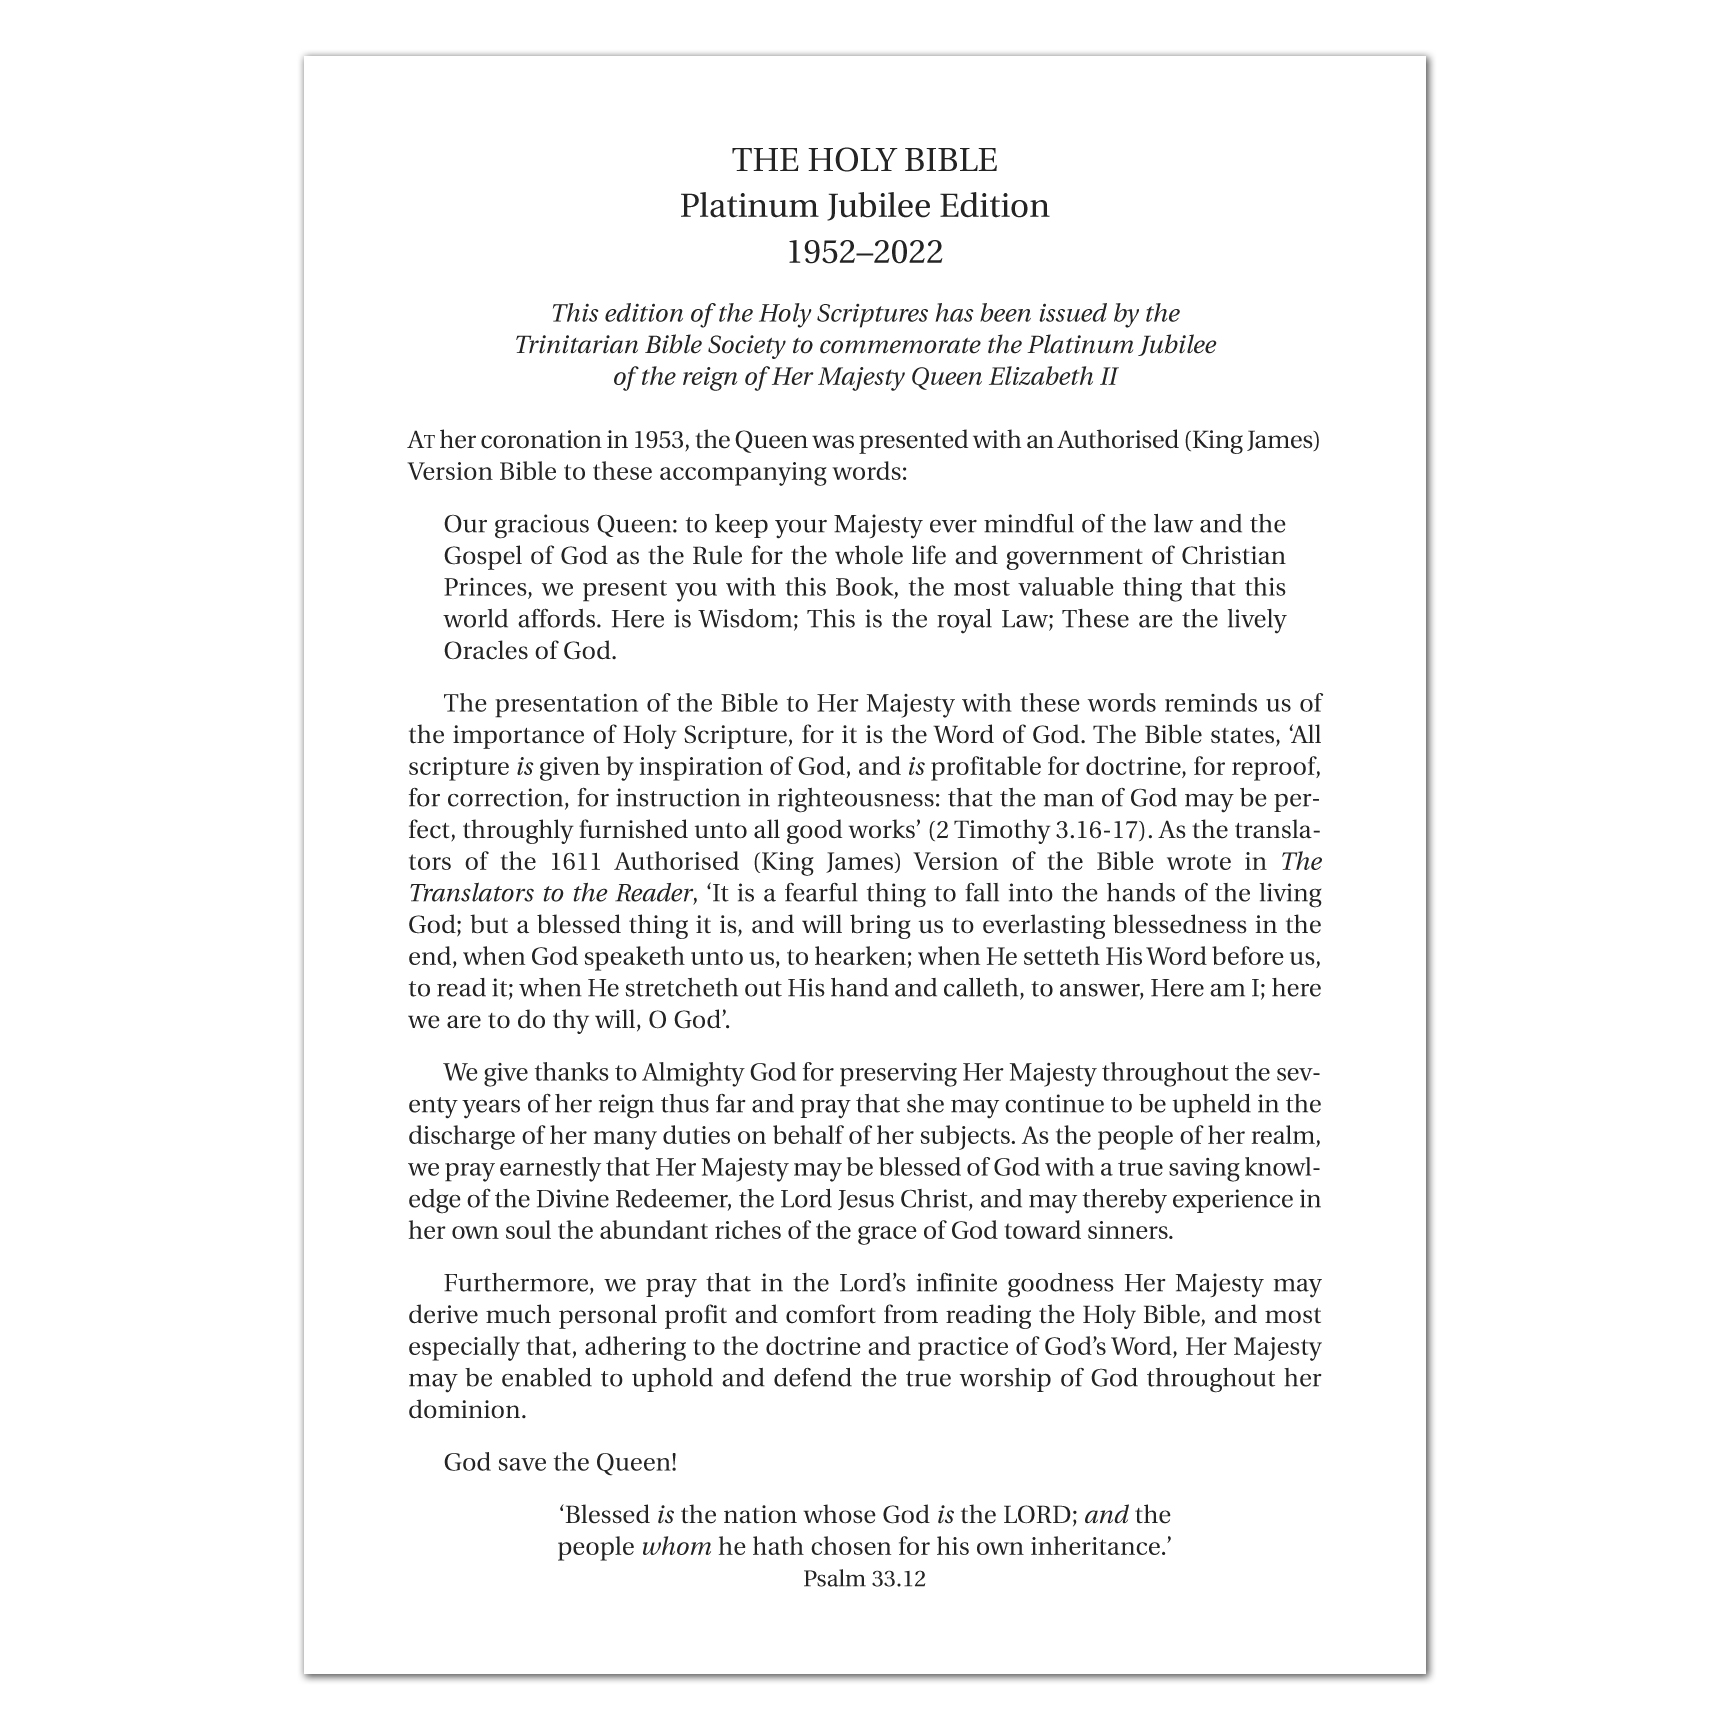 THE HOLY BIBLE
Platinum Jubilee Edition
1952–2022
This edition of the Holy Scriptures has been issued by the
Trinitarian Bible Society to commemorate the Platinum Jubilee
of the reign of Her Majesty Queen Elizabeth II
AT her coronation in 1953, the Queen was presented with an Authorised (King James)
Version Bible to these accompanying words:
Our gracious Queen: to keep your Majesty ever mindful of the law and the
Gospel of God as the Rule for the whole life and government of Christian
Princes, we present you with this Book, the most valuable thing that this
world affords. Here is Wisdom; This is the royal Law; These are the lively
Oracles of God.
The presentation of the Bible to Her Majesty with these words reminds us of
the importance of Holy Scripture, for it is the Word of God. The Bible states, ‘All
scripture is given by inspiration of God, and is profitable for doctrine, for reproof,
for correction, for instruction in righteousness: that the man of God may be per-
fect, throughly furnished unto all good works’ (2 Timothy 3.16-17). As the transla-
tors of the 1611 Authorised (King James) Version of the Bible wrote in The
Translators to the Reader, ‘It is a fearful thing to fall into the hands of the living
God; but a blessed thing it is, and will bring us to everlasting blessedness in the
end, when God speaketh unto us, to hearken; when He setteth His Word before us,
to read it; when He stretcheth out His hand and calleth, to answer, Here am I; here
we are to do thy will, O God’.
We give thanks to Almighty God for preserving Her Majesty throughout the sev-
enty years of her reign thus far and pray that she may continue to be upheld in the
discharge of her many duties on behalf of her subjects. As the people of her realm,
we pray earnestly that Her Majesty may be blessed of God with a true saving knowl-
edge of the Divine Redeemer, the Lord Jesus Christ, and may thereby experience in
her own soul the abundant riches of the grace of God toward sinners.
Furthermore, we pray that in the Lord’s infinite goodness Her Majesty may
derive much personal profit and comfort from reading the Holy Bible, and most
especially that, adhering to the doctrine and practice of God’s Word, Her Majesty
may be enabled to uphold and defend the true worship of God throughout her
dominion.
God save the Queen!
‘Blessed is the nation whose God is the LORD; and the
people whom he hath chosen for his own inheritance.’
Psalm 33.12